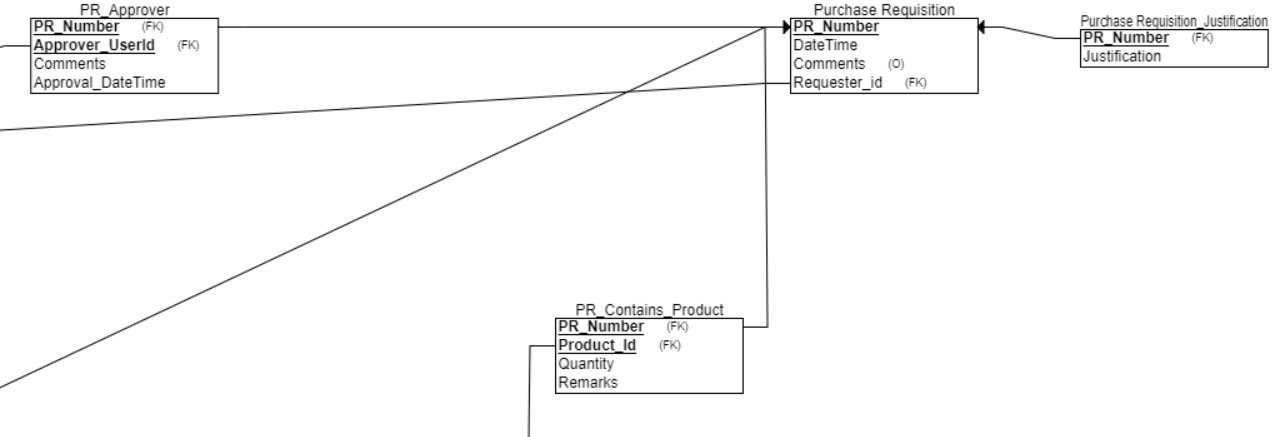 PR_Approver
PR_Number (FK)
Approver_UserId (FK)
Comments
Approval_DateTime
Purchase Requisition
PR_Number
DateTime
Comments (O)
Requester_id (FK)
Purchase Requisition_Justification
PR_Number (FK)
Justification
PR_Contains_Product
PR_Number (FK)
Product_Id (FK)
Quantity
Remarks